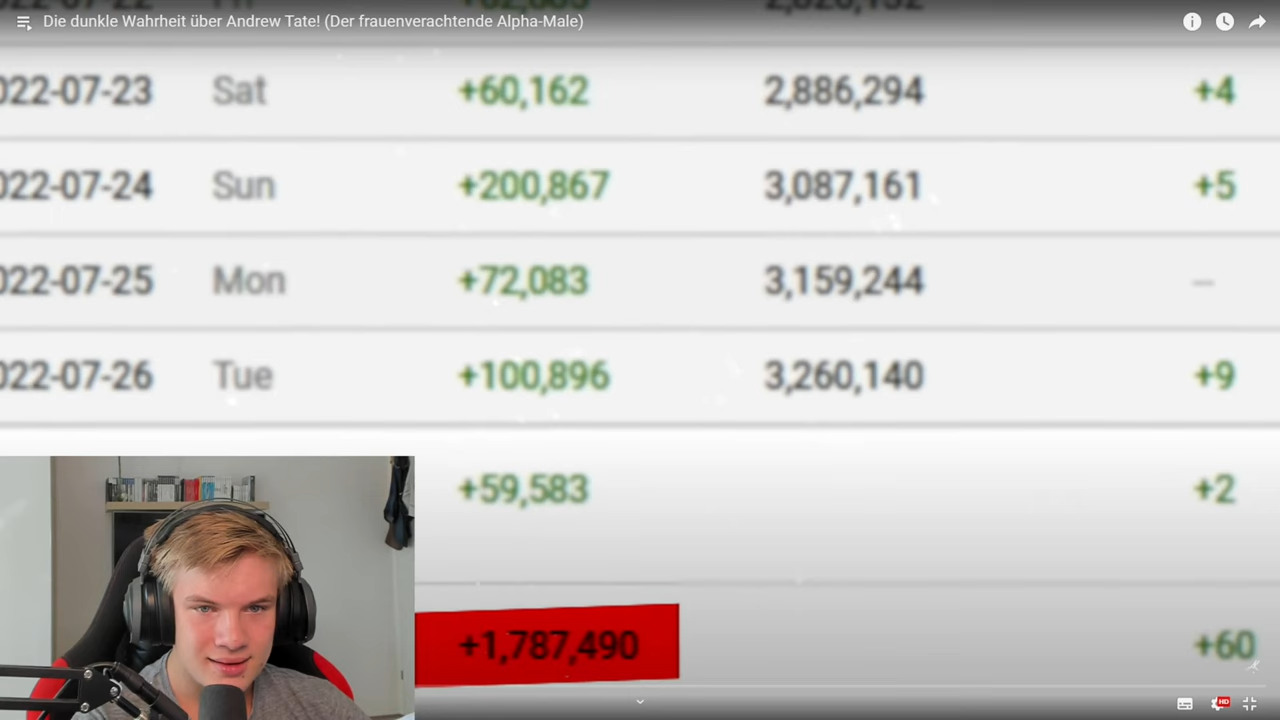 Die dunkle Wahrheit über Andrew Tate! (Der frauenverachtende Alpha-Male)
022-07-23 Sat +60,162 2,886,294 +4
022-07-24 Sun +200,867 3,087,161 +5
022-07-25 Mon +72,083 3,159,244 —
022-07-26 Tue +100,896 3,260,140 +9
+59,583 +2
+1,787,490 +60
HD